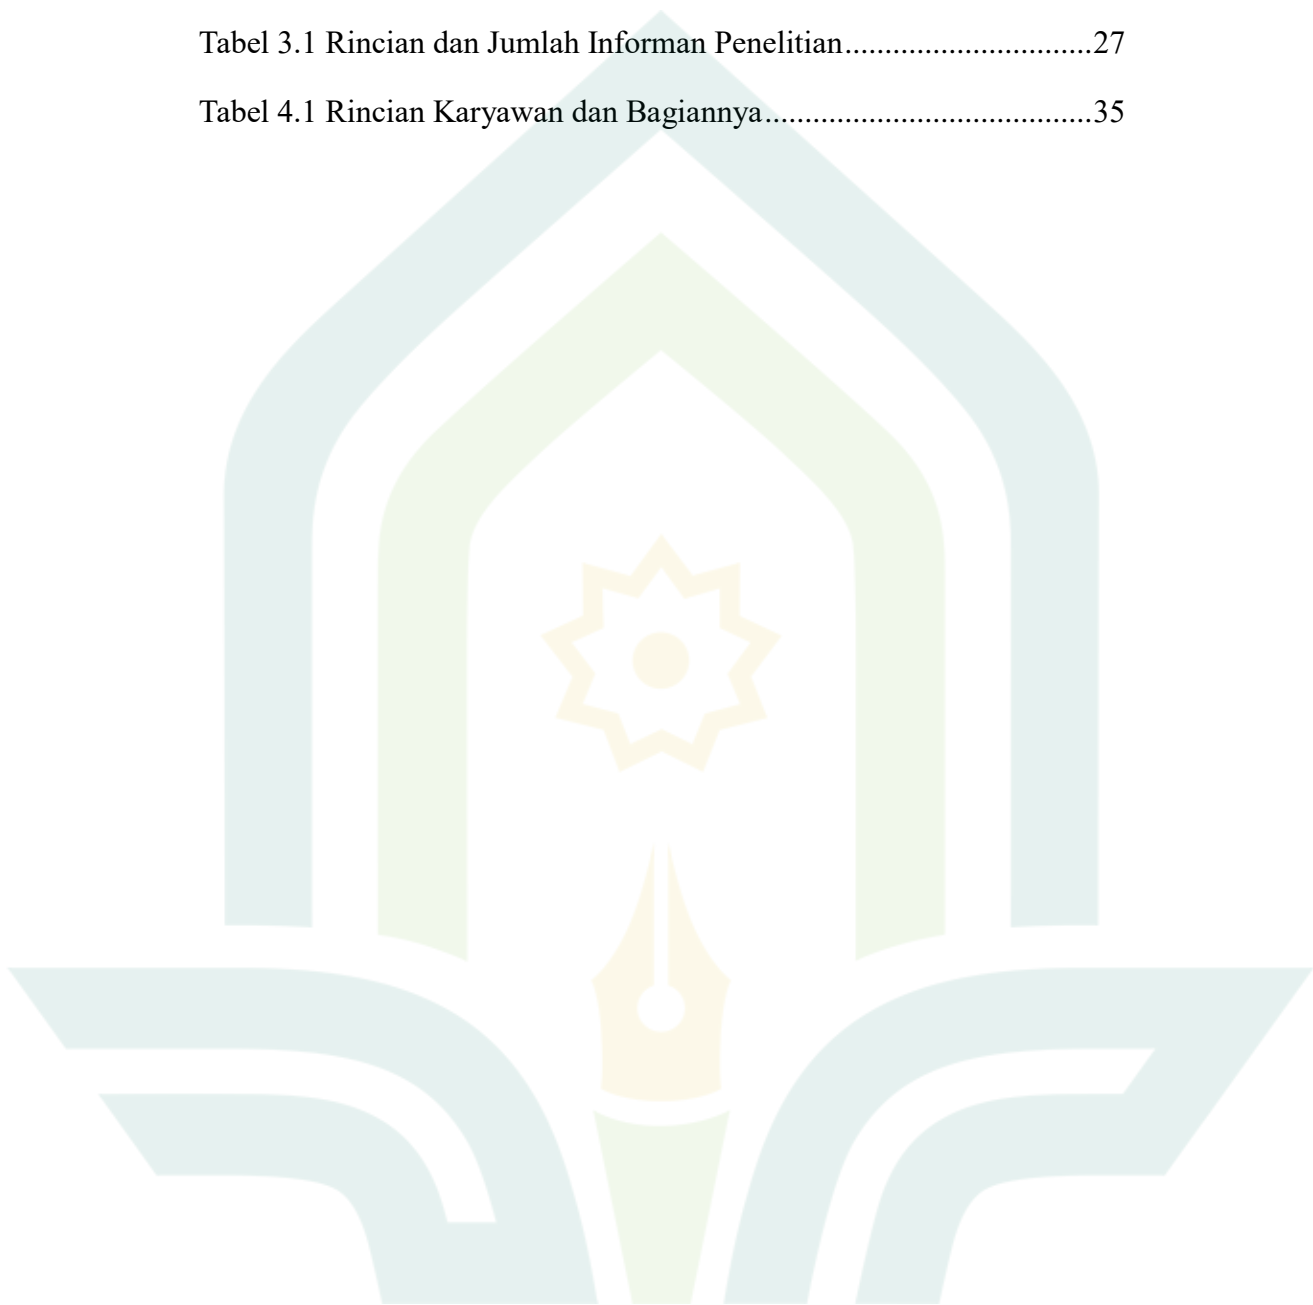 Tabel 3.1 Rincian dan Jumlah Informan Penelitian...............................27
Tabel 4.1 Rincian Karyawan dan Bagiannya.........................................35